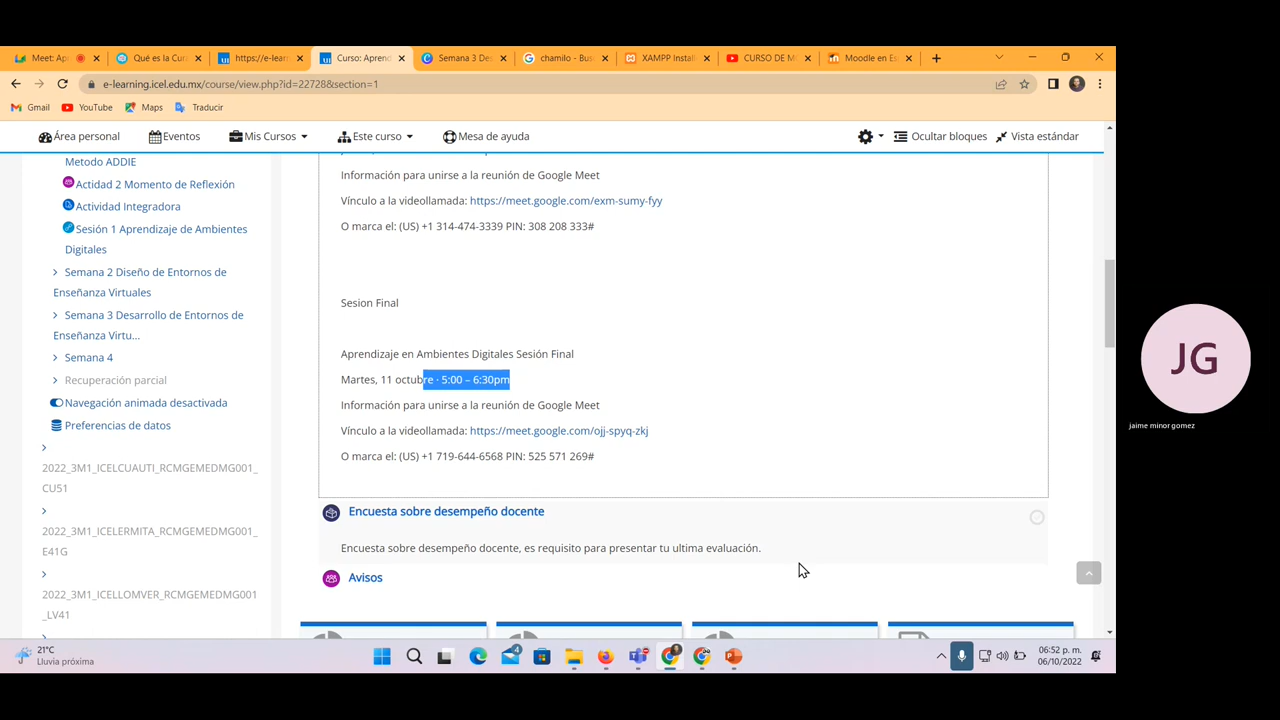 Meet: Ap
Qué es la Cura
https://e-lear
Curso: Aprend
Semana 3 Des
chamilo - Bus
XAMPP Install
CURSO DE M
Moodle en Es
e-learning.icel.edu.mx/course/view.php?id=22728&section=1
Gmail
YouTube
Maps
Traducir
Área personal
Eventos
Mis Cursos
Este curso
Mesa de ayuda
Ocultar bloques
Vista estándar
Metodo ADDIE
Actidad 2 Momento de Reflexión
Actividad Integradora
Sesión 1 Aprendizaje de Ambientes
Digitales
Semana 2 Diseño de Entornos de
Enseñanza Virtuales
Semana 3 Desarrollo de Entornos de
Enseñanza Virtu...
Semana 4
Recuperación parcial
Navegación animada desactivada
Preferencias de datos
2022_3M1_ICELCUAUTI_RCMGEMEDMG001_
CU51
2022_3M1_ICELERMITA_RCMGEMEDMG001_
E41G
2022_3M1_ICELLOMVER_RCMGEMEDMG001
_LV41
Información para unirse a la reunión de Google Meet
Vínculo a la videollamada: https://meet.google.com/exm-sumy-fyy
O marca el: (US) +1 314-474-3339 PIN: 308 208 333#
Sesion Final
Aprendizaje en Ambientes Digitales Sesión Final
Martes, 11 octubre · 5:00 – 6:30pm
Información para unirse a la reunión de Google Meet
Vínculo a la videollamada: https://meet.google.com/ojj-spyq-zkj
O marca el: (US) +1 719-644-6568 PIN: 525 571 269#
Encuesta sobre desempeño docente
Encuesta sobre desempeño docente, es requisito para presentar tu ultima evaluación.
Avisos
JG
jaime minor gomez
21°C
Lluvia próxima
4
06:52 p. m.
06/10/2022